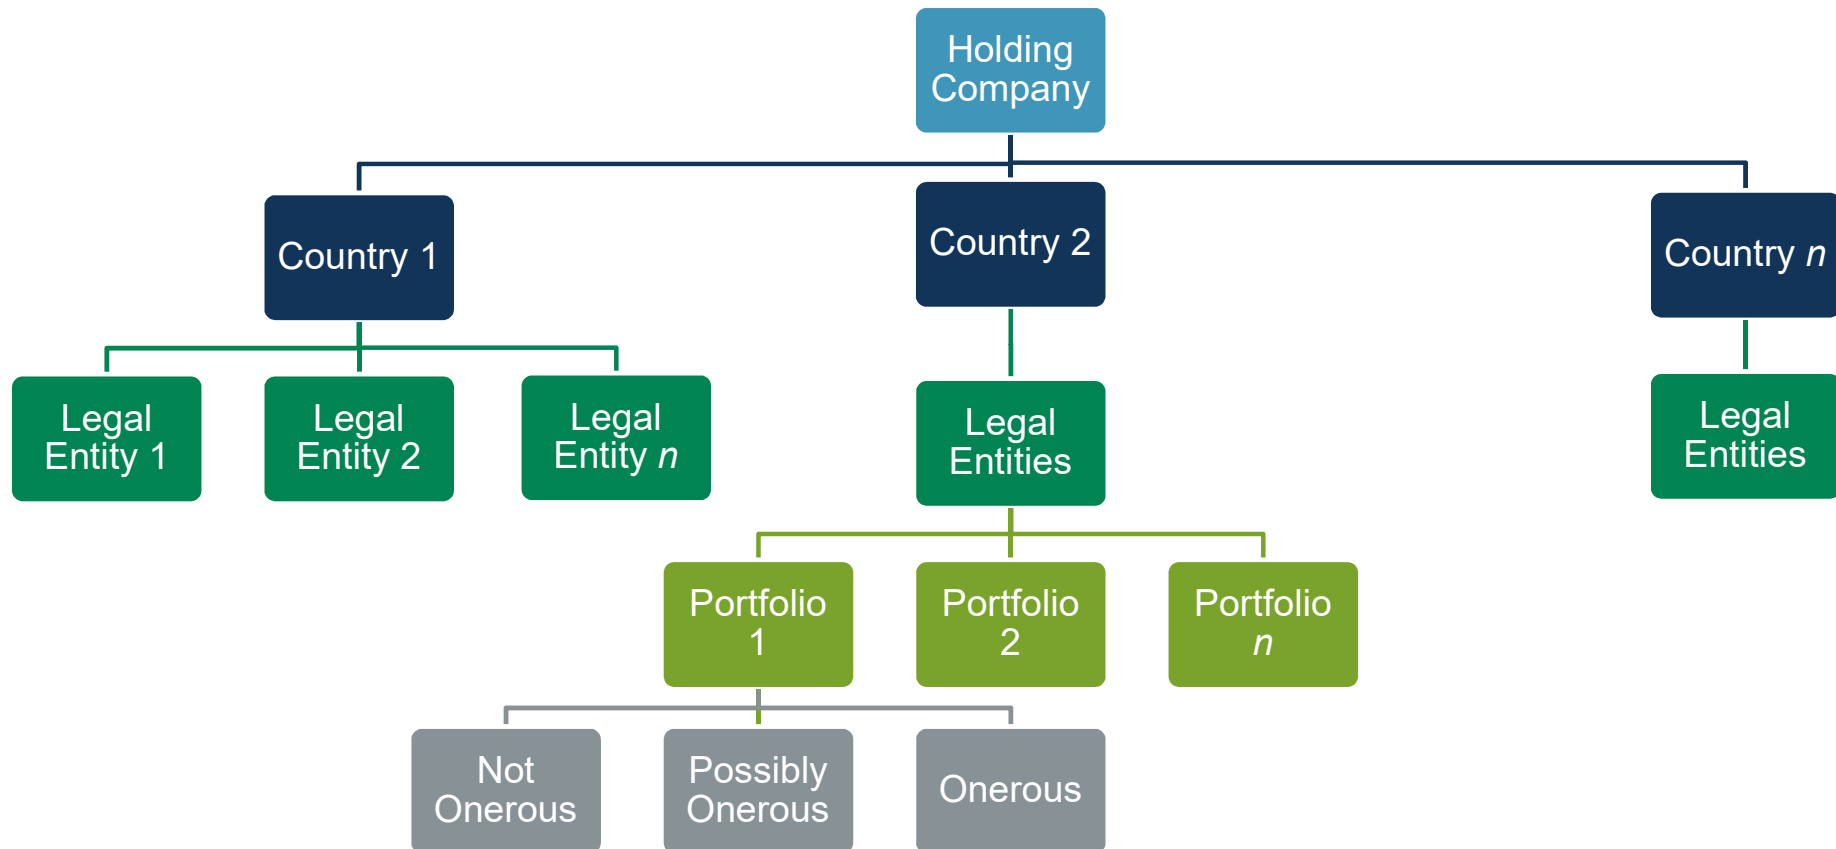 Holding
Company
Country 1
Country 2
Country n
Legal
Entity 1
Legal
Entity 2
Legal
Entity n
Legal
Entities
Legal
Entities
Portfolio
1
Portfolio
2
Portfolio
n
Not
Onerous
Possibly
Onerous
Onerous